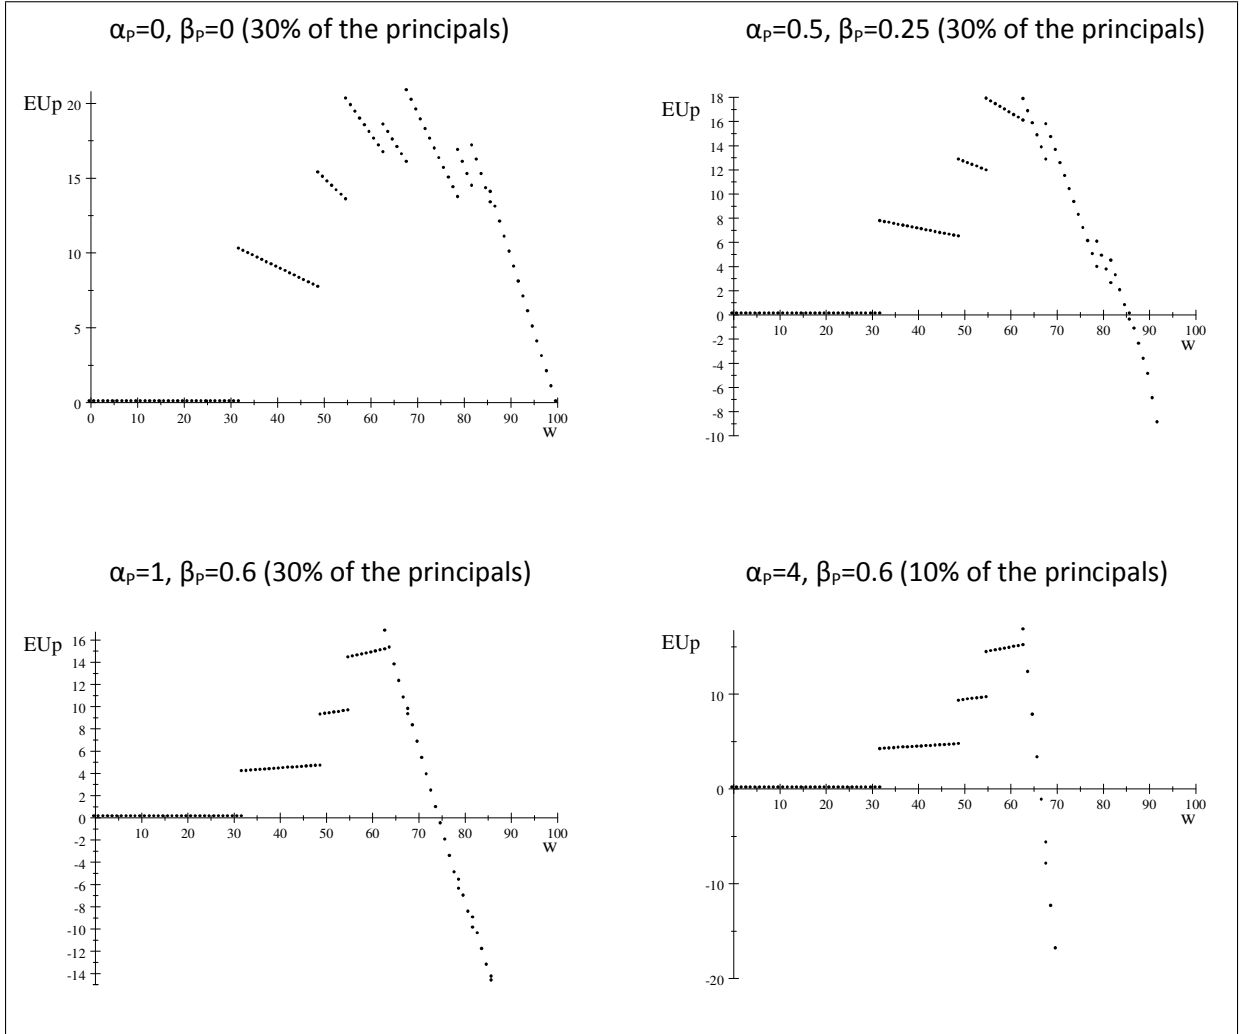 αP=0, βP=0 (30% of the principals)
EUp
20
15
10
5
0
0 10 20 30 40 50 60 70 80 90 100
w
αP=0.5, βP=0.25 (30% of the principals)
EUp
18
16
14
12
10
8
6
4
2
0
-2
-4
-6
-8
-10
10 20 30 40 50 60 70 80 90 100
w
αP=1, βP=0.6 (30% of the principals)
EUp
16
14
12
10
8
6
4
2
0
-2
-4
-6
-8
-10
-12
-14
10 20 30 40 50 60 70 80 90 100
w
αP=4, βP=0.6 (10% of the principals)
EUp
10
0
-10
-20
10 20 30 40 50 60 70 80 90 100
w